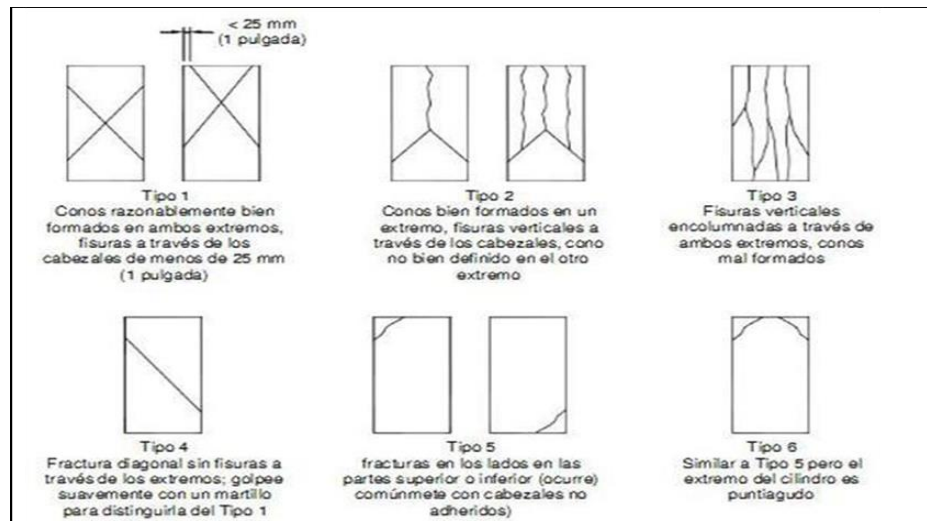 < 25 mm
(1 pulgada)
Tipo 1
Conos razonablemente bien
formados en ambos extremos,
fisuras a través de los
cabezales de menos de 25 mm
(1 pulgada)
Tipo 2
Conos bien formados en un
extremo, fisuras verticales a
través de los cabezales, cono
no bien definido en el otro
extremo
Tipo 3
Fisuras verticales
encolumnadas a través de
ambos extremos, conos
mal formados
Tipo 4
Fractura diagonal sin fisuras a
través de los extremos; golpee
suavemente con un martillo
para distinguirla del Tipo 1
Tipo 5
fracturas en los lados en las
partes superior o inferior (ocurre)
comúnmete con cabezales no
adheridos)
Tipo 6
Similar a Tipo 5 pero el
extremo del cilindro es
puntiagudo